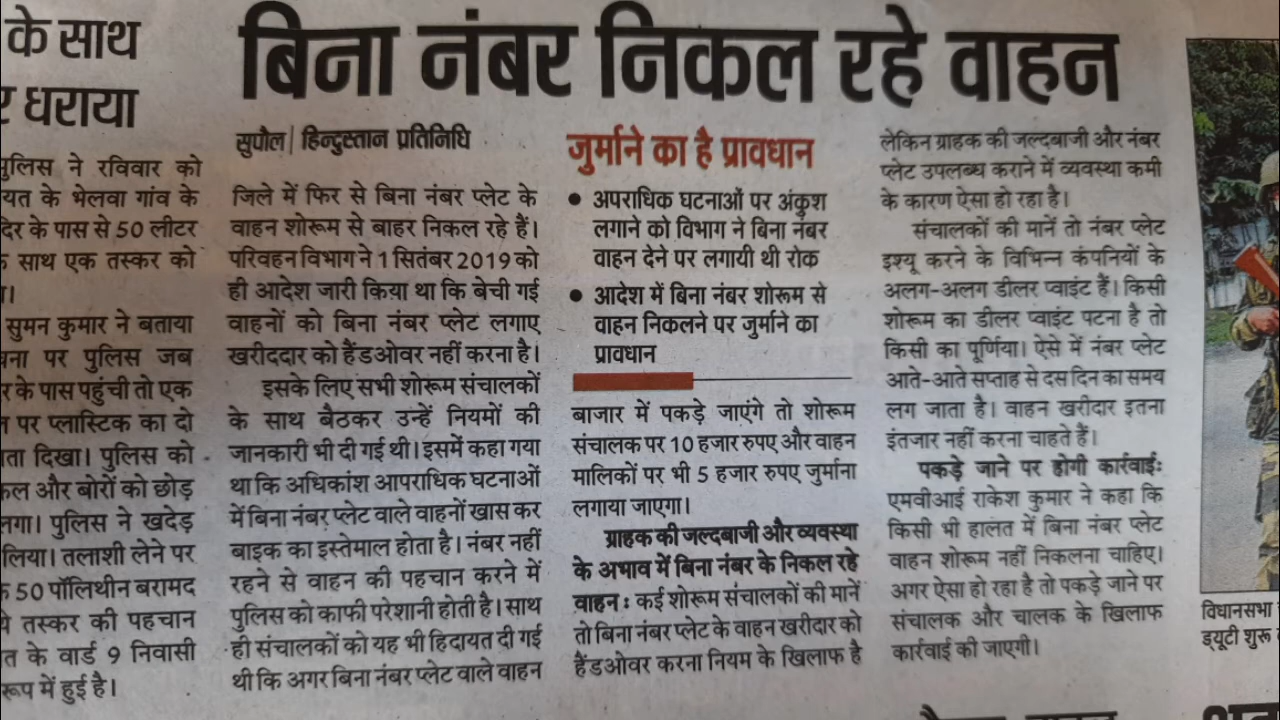 के साथ
धराया
पुलिस ने रविवार को
के भेलवा गांव के
के पास से 50 लीटर
साथ एक तस्कर को
सुमन कुमार ने बताया
पर पुलिस जब
के पास पहुंची तो एक
पर प्लास्टिक का दो
दिखा। पुलिस को
और बोरों को छोड़
लगा। पुलिस ने खदेड़
लिया। तलाशी लेने पर
50 पॉलिथीन बरामद
तस्कर की पहचान
के वार्ड 9 निवासी
रूप में हुई है।
बिना नंबर निकल रहे वाहन
सुपौल | हिन्दुस्तान प्रतिनिधि
जिले में फिर से बिना नंबर प्लेट के
वाहन शोरूम से बाहर निकल रहे हैं।
परिवहन विभाग ने 1 सितंबर 2019 को
ही आदेश जारी किया था कि बेची गई
वाहनों को बिना नंबर प्लेट लगाए
खरीददार को हैंडओवर नहीं करना है।
इसके लिए सभी शोरूम संचालकों
के साथ बैठकर उन्हें नियमों की
जानकारी भी दी गई थी। इसमें कहा गया
था कि अधिकांश आपराधिक घटनाओं
में बिना नंबर प्लेट वाले वाहनों खास कर
बाइक का इस्तेमाल होता है। नंबर नहीं
रहने से वाहन की पहचान करने में
पुलिस को काफी परेशानी होती है। साथ
ही संचालकों को यह भी हिदायत दी गई
थी कि अगर बिना नंबर प्लेट वाले वाहन
जुर्माने का है प्रावधान
● अपराधिक घटनाओं पर अंकुश
लगाने को विभाग ने बिना नंबर
वाहन देने पर लगायी थी रोक
● आदेश में बिना नंबर शोरूम से
वाहन निकलने पर जुर्माने का
प्रावधान
बाजार में पकड़े जाएंगे तो शोरूम
संचालक पर 10 हजार रुपए और वाहन
मालिकों पर भी 5 हजार रुपए जुर्माना
लगाया जाएगा।
ग्राहक की जल्दबाजी और व्यवस्था
के अभाव में बिना नंबर के निकल रहे
वाहन : कई शोरूम संचालकों की मानें
तो बिना नंबर प्लेट के वाहन खरीदार को
हैंडओवर करना नियम के खिलाफ है
लेकिन ग्राहक की जल्दबाजी और नंबर
प्लेट उपलब्ध कराने में व्यवस्था कमी
के कारण ऐसा हो रहा है।
संचालकों की मानें तो नंबर प्लेट
इश्यू करने के विभिन्न कंपनियों के
अलग-अलग डीलर प्वाइंट हैं। किसी
शोरूम का डीलर प्वाइंट पटना है तो
किसी का पूर्णिया। ऐसे में नंबर प्लेट
आते-आते सप्ताह से दस दिन का समय
लग जाता है। वाहन खरीदार इतना
इंतजार नहीं करना चाहते हैं।
पकड़े जाने पर होगी कार्रवाई:
एमवीआई राकेश कुमार ने कहा कि
किसी भी हालत में बिना नंबर प्लेट
वाहन शोरूम नहीं निकलना चाहिए।
अगर ऐसा हो रहा है तो पकड़े जाने पर
संचालक और चालक के खिलाफ
कार्रवाई की जाएगी।
विधानसभा
ड्यूटी शुरू